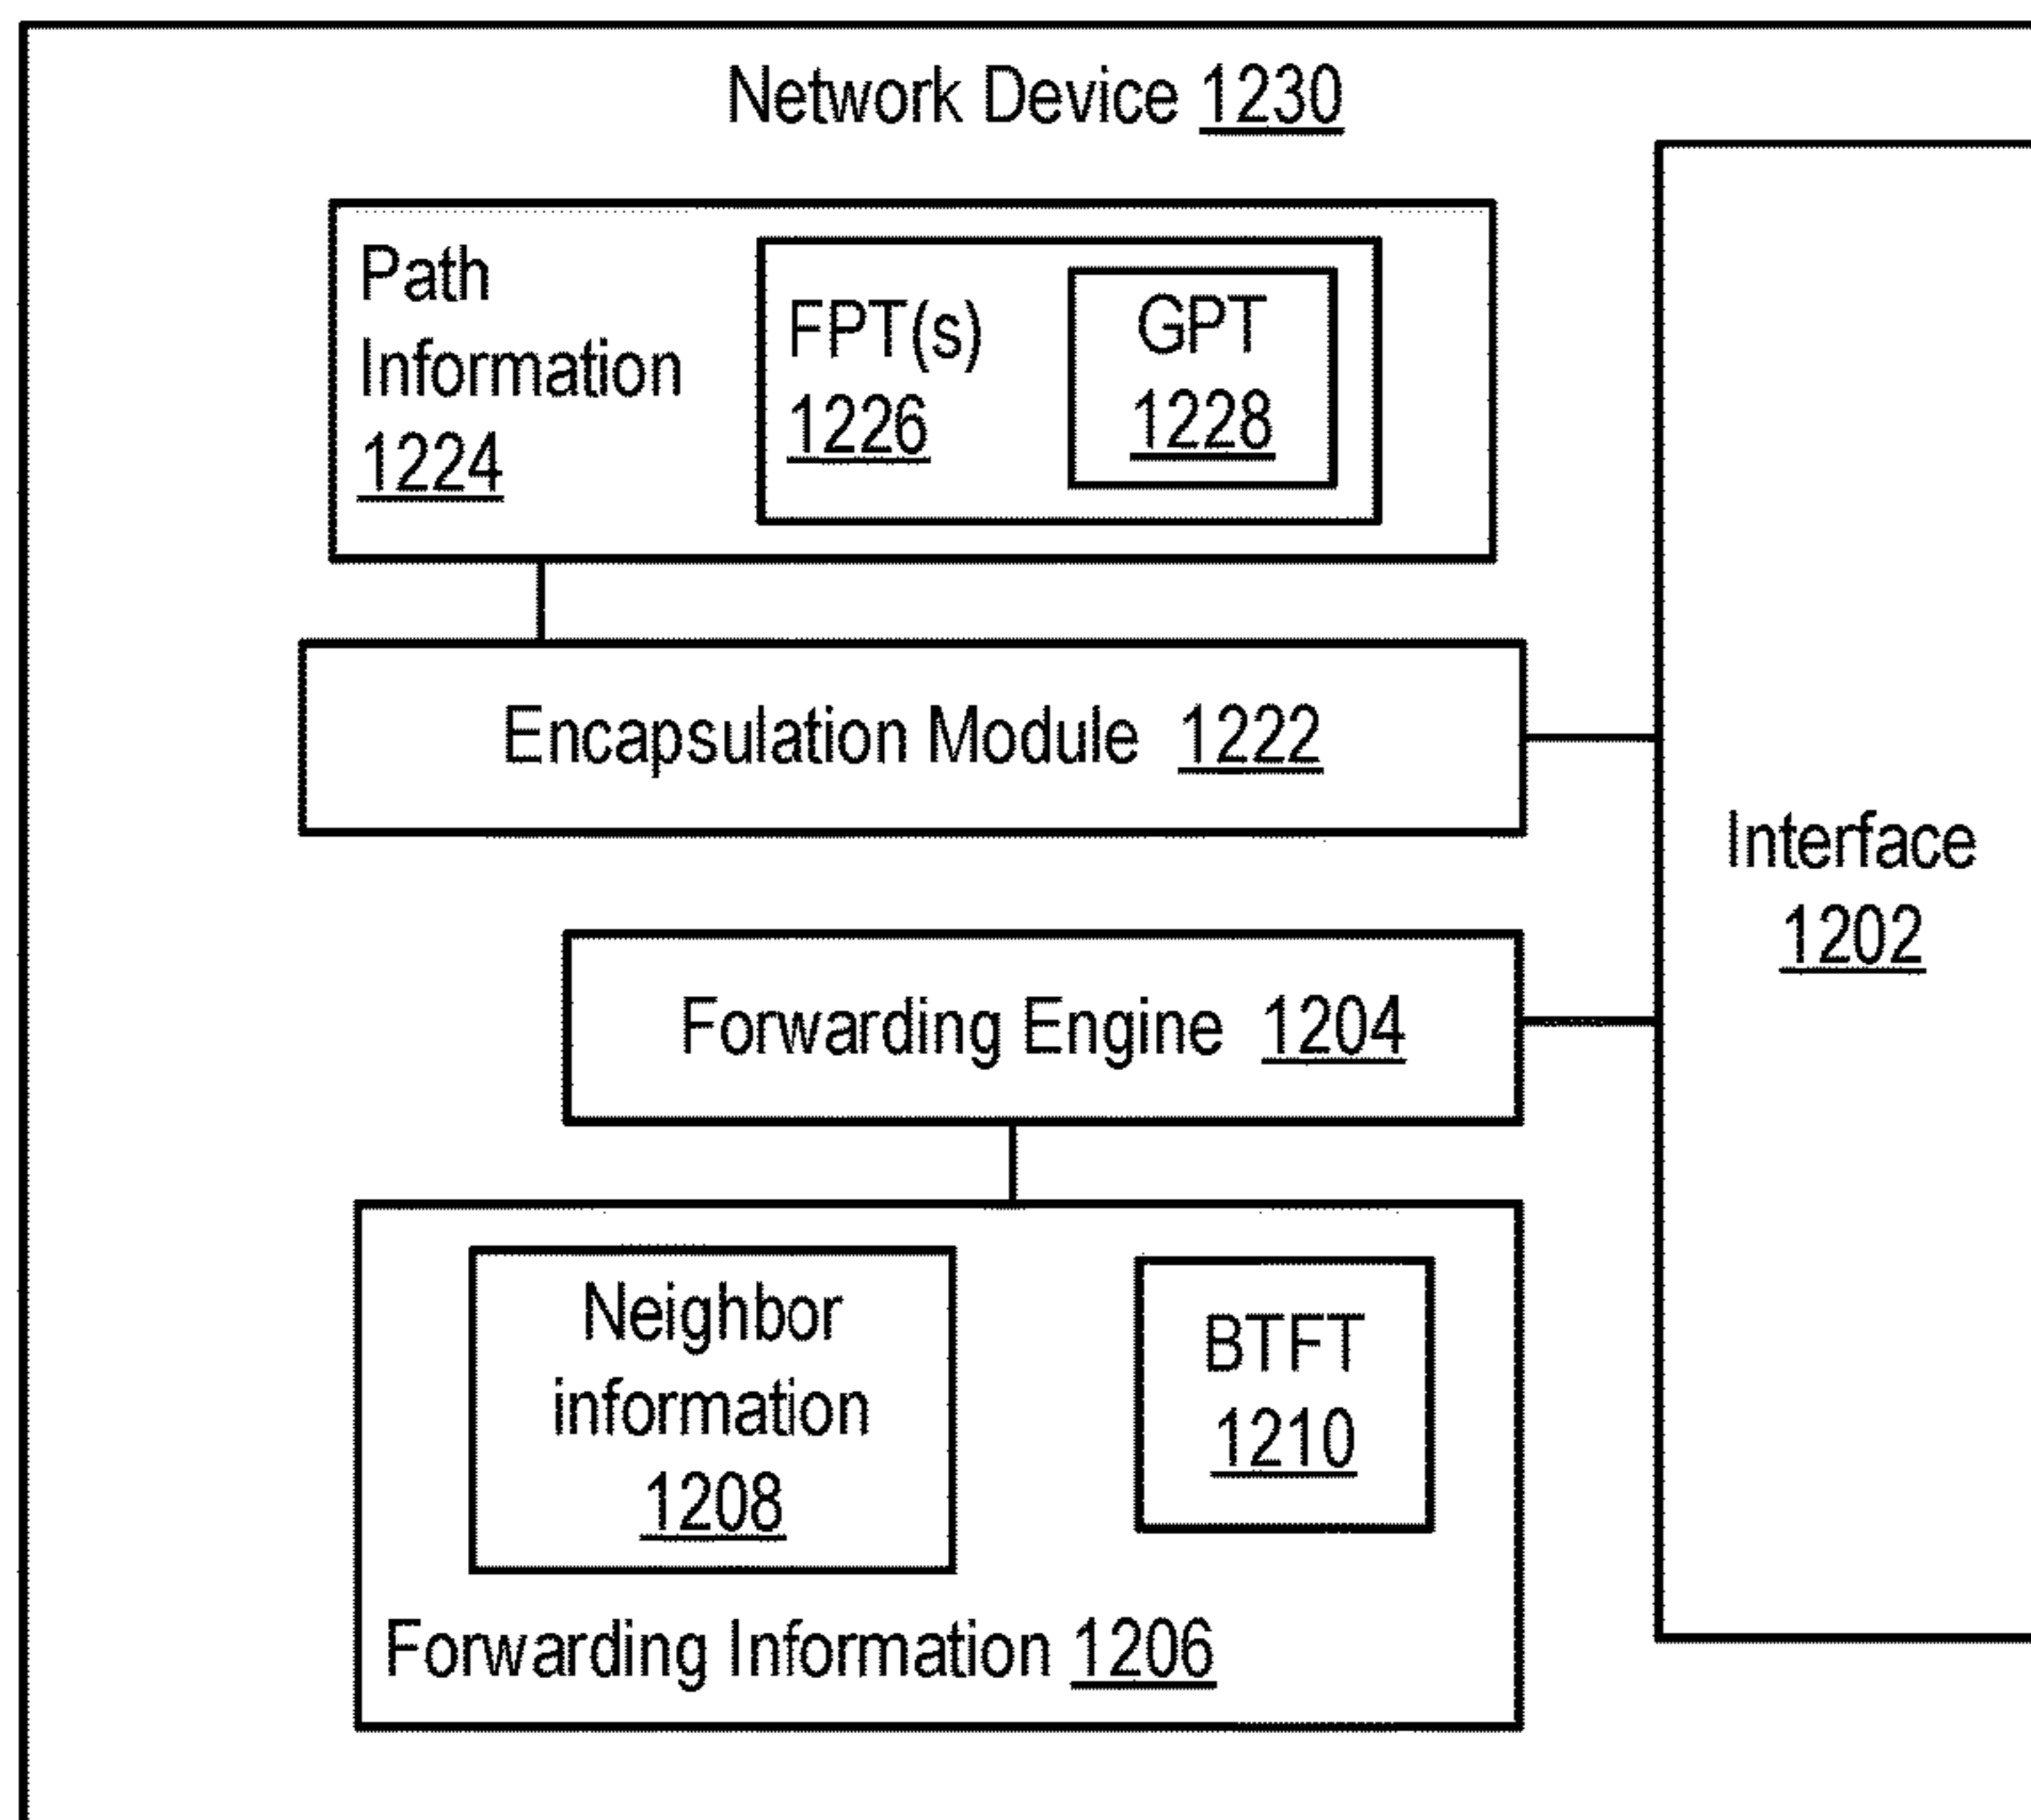 Network Device 1230
Path
Information
1224
FPT(s)
1226
GPT
1228
Encapsulation Module 1222
Interface
1202
Forwarding Engine 1204
Neighbor
information
1208
BTFT
1210
Forwarding Information 1206